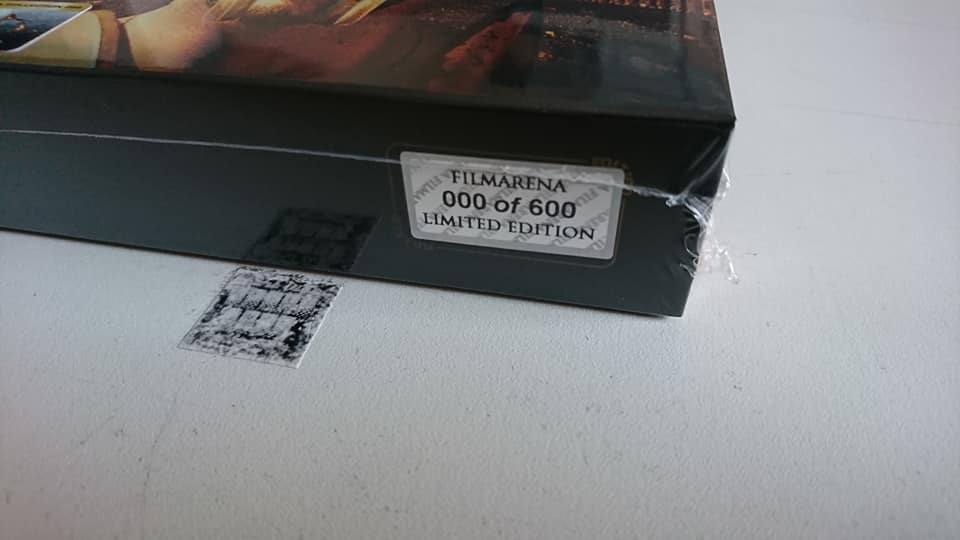 FILMARENA
000 of 600
LIMITED EDITION